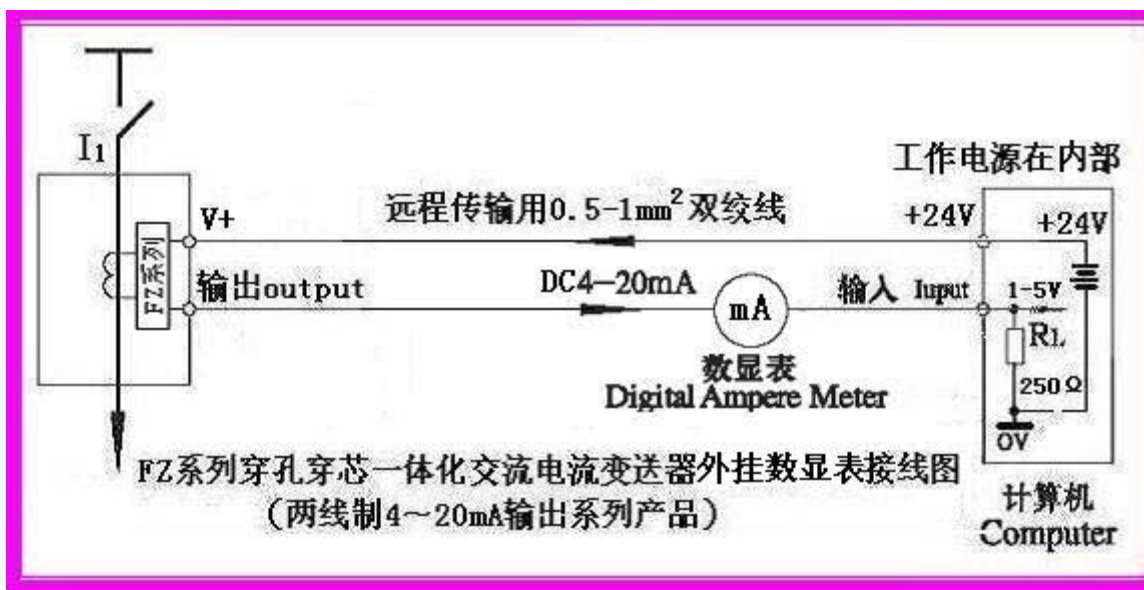 I1
工作电源在内部
V+
远程传输用0.5-1mm²双绞线
+24V
+24V
FZ系列
输出output
DC4-20mA
mA
输入 Iuput
1-5V
RL
250Ω
0V
数显表
Digital Ampere Meter
FZ系列穿孔穿芯一体化交流电流变送器外挂数显表接线图
(两线制4~20mA输出系列产品)
计算机
Computer